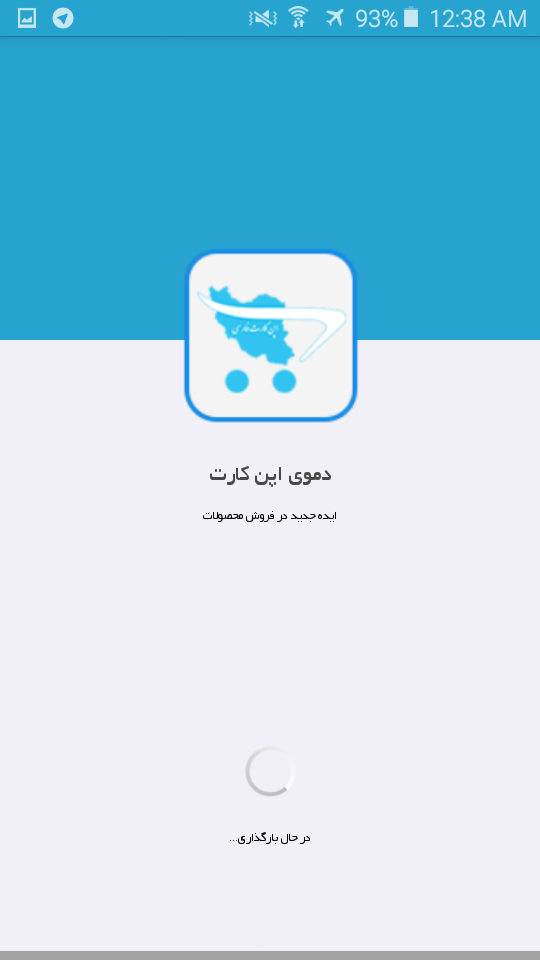 93% 12:38 AM
اپن کارت فارسی
دموی اپن کارت
ایده جدید در فروش محصولات
در حال بارگذاری...